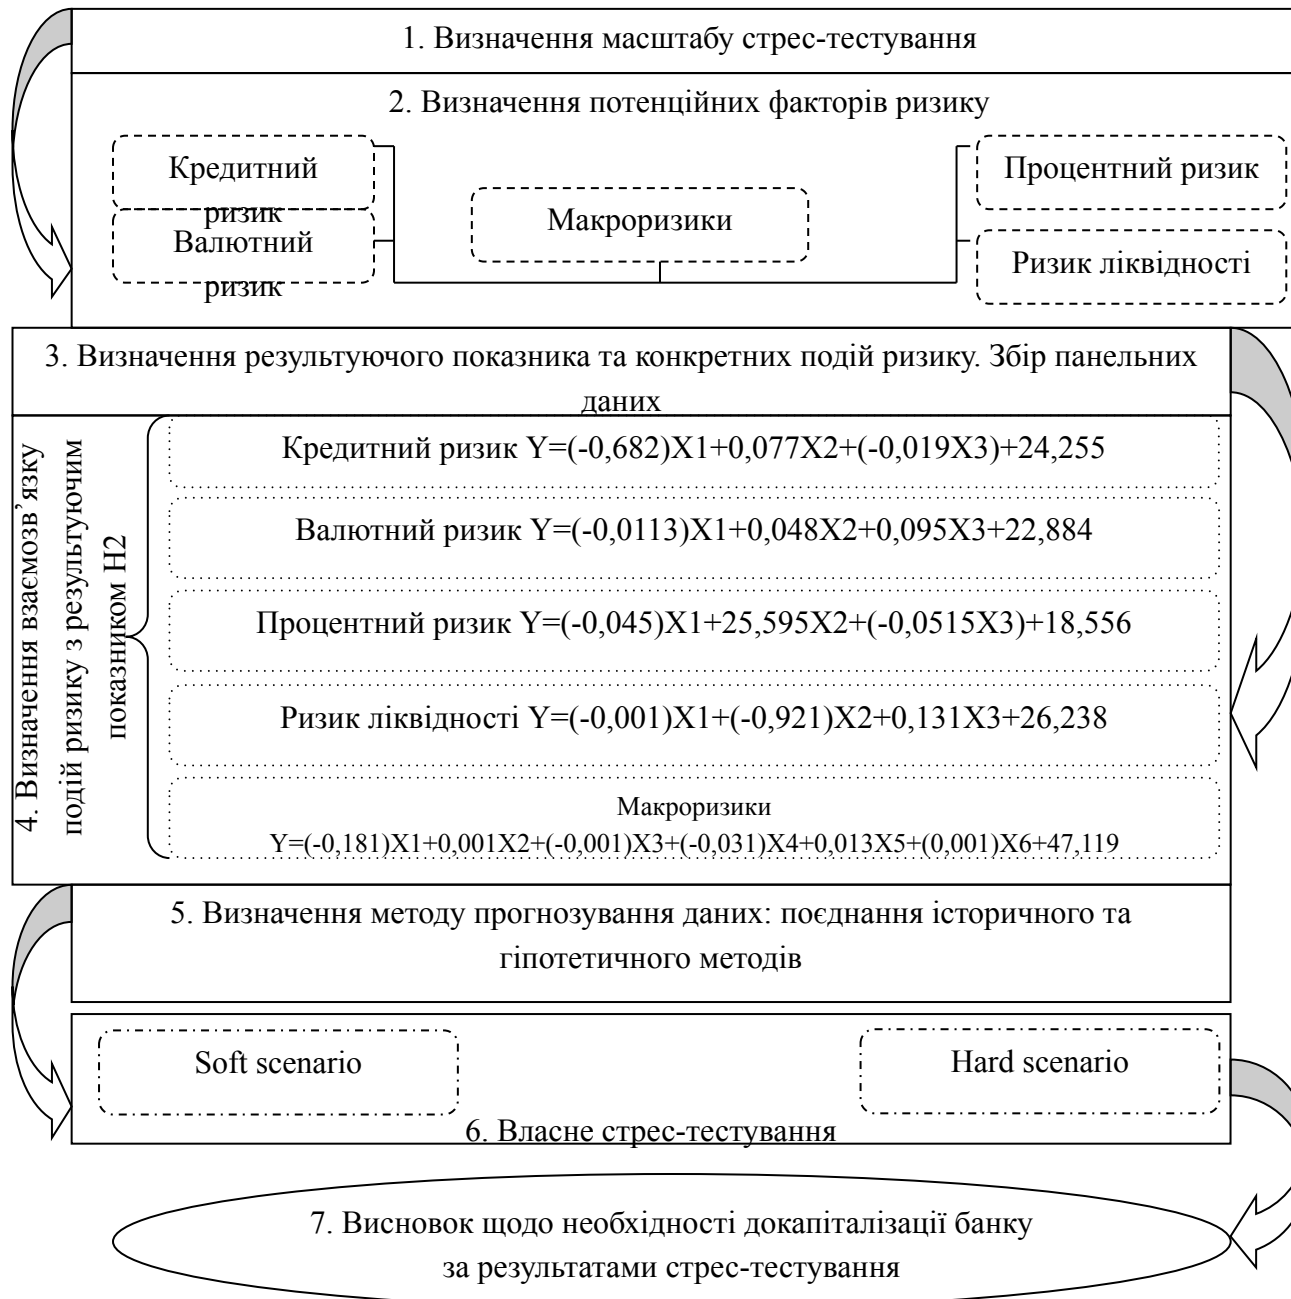 1. Визначення масштабу стрес-тестування
2. Визначення потенційних факторів ризику
Кредитний
ризик
Валютний
ризик
Макроризики
Процентний ризик
Ризик ліквідності
3. Визначення результуючого показника та конкретних подій ризику. Збір панельних
даних
4. Визначення взаємозв’язку
подій ризику з результуючим
показником Н2
Кредитний ризик Y=(-0,682)X1+0,077X2+(-0,019X3)+24,255
Валютний ризик Y=(-0,0113)X1+0,048X2+0,095X3+22,884
Процентний ризик Y=(-0,045)X1+25,595X2+(-0,0515X3)+18,556
Ризик ліквідності Y=(-0,001)X1+(-0,921)X2+0,131X3+26,238
Макроризики
Y=(-0,181)X1+0,001X2+(-0,001)X3+(-0,031)X4+0,013X5+(0,001)X6+47,119
5. Визначення методу прогнозування даних: поєднання історичного та
гіпотетичного методів
Soft scenario
Hard scenario
6. Власне стрес-тестування
7. Висновок щодо необхідності докапіталізації банку
за результатами стрес-тестування